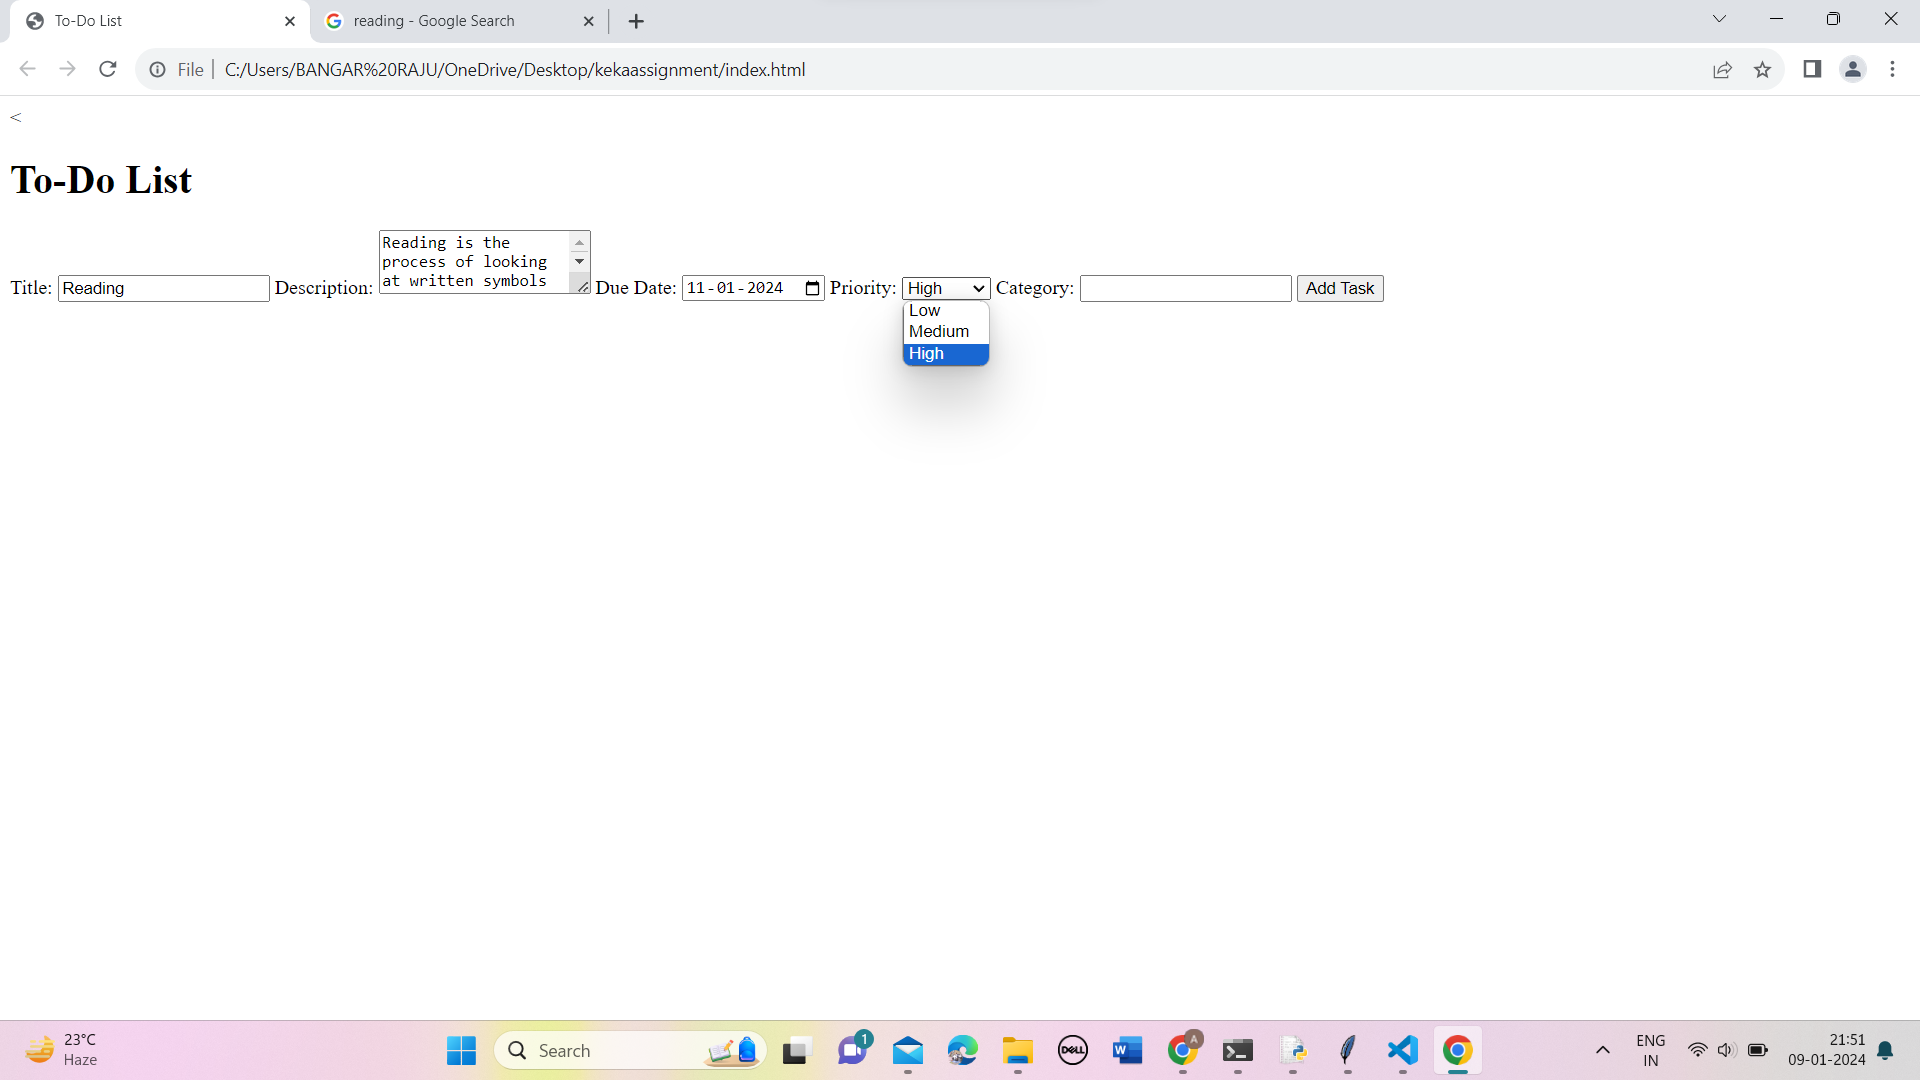 To-Do List
reading - Google Search
File
C:/Users/BANGAR%20RAJU/OneDrive/Desktop/kekaassignment/index.html
<
To-Do List
Title: Reading Description: Reading is the
process of looking
at written symbols
Due Date: 11-01-2024 Priority: High Category: Add Task
Low
Medium
High
23°C
Haze
Search
1
DELL
W
A
ENG
IN
21:51
09-01-2024